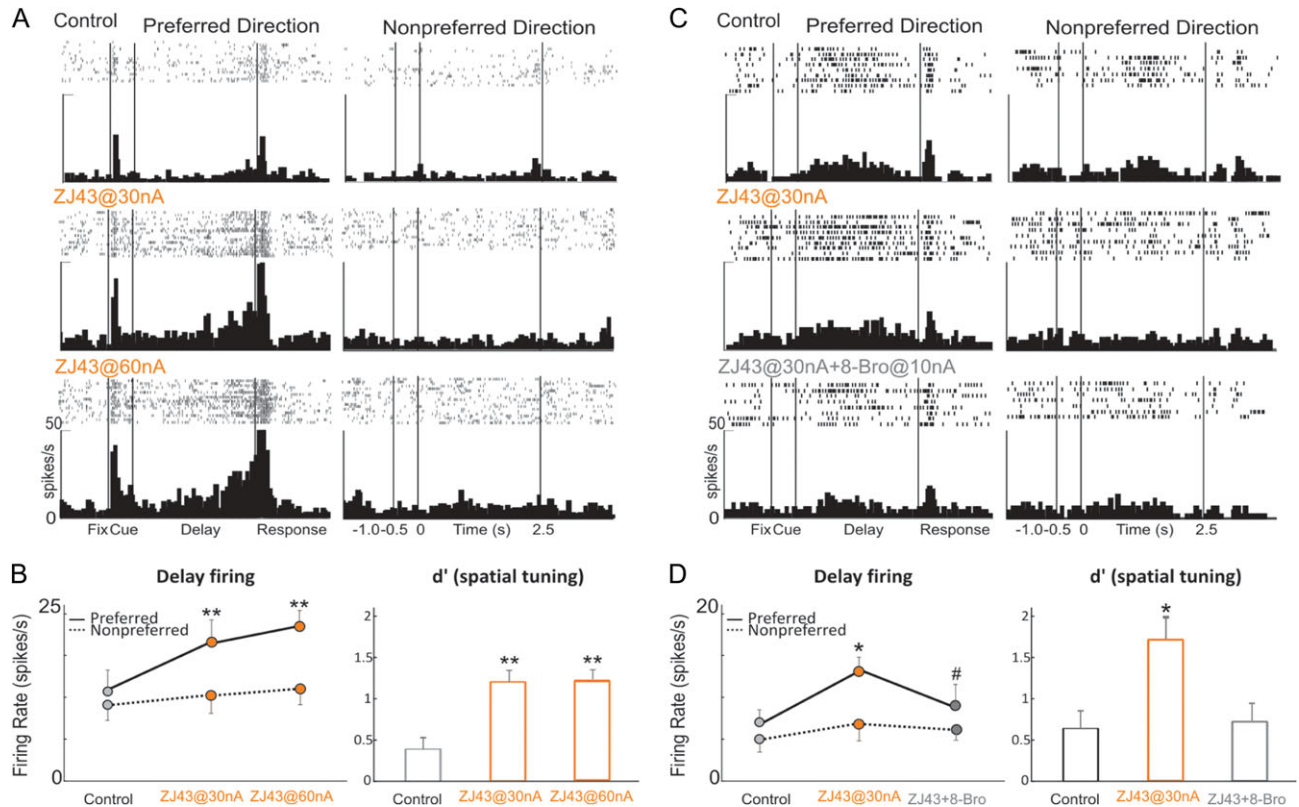 A
Control
Preferred Direction
Nonpreferred Direction
ZJ43@30nA
ZJ43@60nA
50
spikes/s
0
Fix Cue Delay Response
-1.0 -0.5 0 Time (s) 2.5
B
Delay firing
25
Preferred
Nonpreferred
**
**
Firing Rate (spikes/s)
0
Control ZJ43@30nA ZJ43@60nA
d' (spatial tuning)
2
1.5
1
0.5
0
**
**
Control ZJ43@30nA ZJ43@60nA
C
Control
Preferred Direction
Nonpreferred Direction
ZJ43@30nA
ZJ43@30nA+8-Bro@10nA
50
spikes/s
0
Fix Cue Delay Response
-1.0 -0.5 0 Time (s) 2.5
D
Delay firing
20
Preferred
Nonpreferred
*
#
Firing Rate (spikes/s)
0
Control ZJ43@30nA ZJ43+8-Bro
d' (spatial tuning)
2
1.5
1
0.5
0
*
Control ZJ43@30nA ZJ43+8-Bro